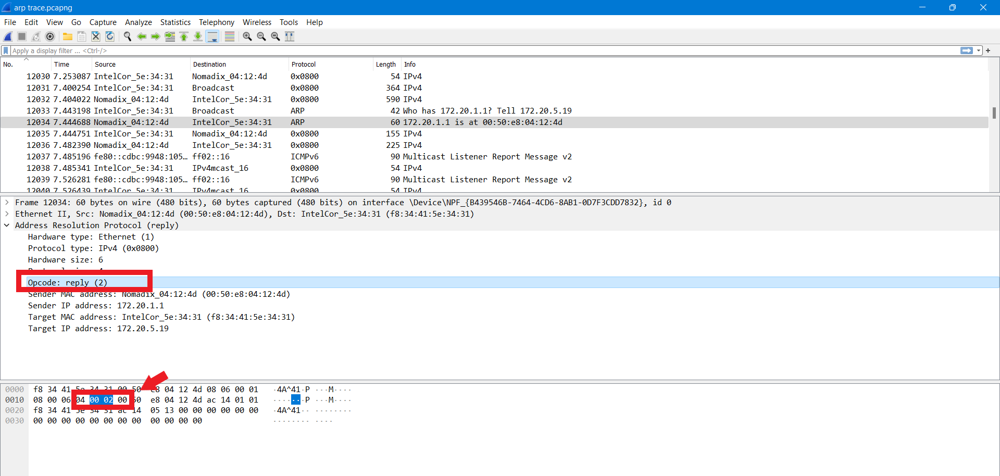 arp trace.pcapng
File Edit View Go Capture Analyze Statistics Telephony Wireless Tools Help
Apply a display filter ... <Ctrl-/>
No. Time Source Destination Protocol Length Info
12030 7.253087 IntelCor_5e:34:31 Nomadix_04:12:4d 0x0800 54 IPv4
12031 7.400254 IntelCor_5e:34:31 Broadcast 0x0800 364 IPv4
12032 7.404022 Nomadix_04:12:4d IntelCor_5e:34:31 0x0800 590 IPv4
12033 7.443198 IntelCor_5e:34:31 Broadcast ARP 42 Who has 172.20.1.1? Tell 172.20.5.19
12034 7.444688 Nomadix_04:12:4d IntelCor_5e:34:31 ARP 60 172.20.1.1 is at 00:50:e8:04:12:4d
12035 7.444751 IntelCor_5e:34:31 Nomadix_04:12:4d 0x0800 155 IPv4
12036 7.482390 Nomadix_04:12:4d IntelCor_5e:34:31 0x0800 225 IPv4
12037 7.485196 fe80::cdbc:9948:105… ff02::16 ICMPv6 90 Multicast Listener Report Message v2
12038 7.485341 IntelCor_5e:34:31 IPv4mcast_16 0x0800 54 IPv4
12039 7.526281 fe80::cdbc:9948:105… ff02::16 ICMPv6 90 Multicast Listener Report Message v2
12040 7.526439 IntelCor_5e:34:31 IPv4mcast_16 0x0800 54 IPv4
Frame 12034: 60 bytes on wire (480 bits), 60 bytes captured (480 bits) on interface \Device\NPF_{B439546B-7464-4CD6-8AB1-0D7F3CDD7832}, id 0
Ethernet II, Src: Nomadix_04:12:4d (00:50:e8:04:12:4d), Dst: IntelCor_5e:34:31 (f8:34:41:5e:34:31)
Address Resolution Protocol (reply)
Hardware type: Ethernet (1)
Protocol type: IPv4 (0x0800)
Hardware size: 6
Opcode: reply (2)
Sender MAC address: Nomadix_04:12:4d (00:50:e8:04:12:4d)
Sender IP address: 172.20.1.1
Target MAC address: IntelCor_5e:34:31 (f8:34:41:5e:34:31)
Target IP address: 172.20.5.19
0000 f8 34 41 5e 34 31 00 50 e8 04 12 4d 08 06 00 01 ·4A^41·P ···M····
0010 08 00 06 04 00 02 00 50 e8 04 12 4d ac 14 01 01 ·······P ···M····
0020 f8 34 41 5e 34 31 ac 14 05 13 00 00 00 00 00 00 ·4A^41·· ········
0030 00 00 00 00 00 00 00 00 00 00 00 00 ········ ····